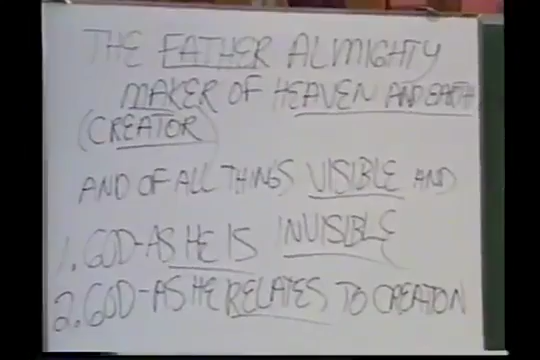 THE FATHER ALMIGHTY
MAKER OF HEAVEN AND EARTH
(CREATOR)
AND OF ALL THINGS VISIBLE AND
1. GOD-AS HE IS INVISIBLE
2. GOD-AS HE RELATES TO CREATION